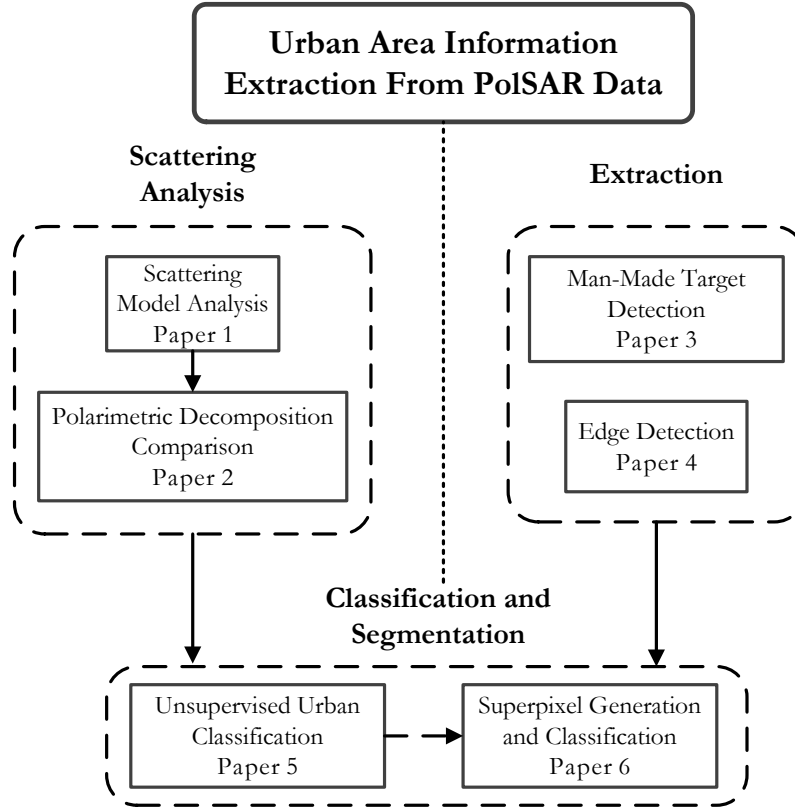 Urban Area Information
Extraction From PolSAR Data
Scattering
Analysis
Scattering
Model Analysis
Paper 1
Polarimetric Decomposition
Comparison
Paper 2
Extraction
Man-Made Target
Detection
Paper 3
Edge Detection
Paper 4
Classification and
Segmentation
Unsupervised Urban
Classification
Paper 5
Superpixel Generation
and Classification
Paper 6